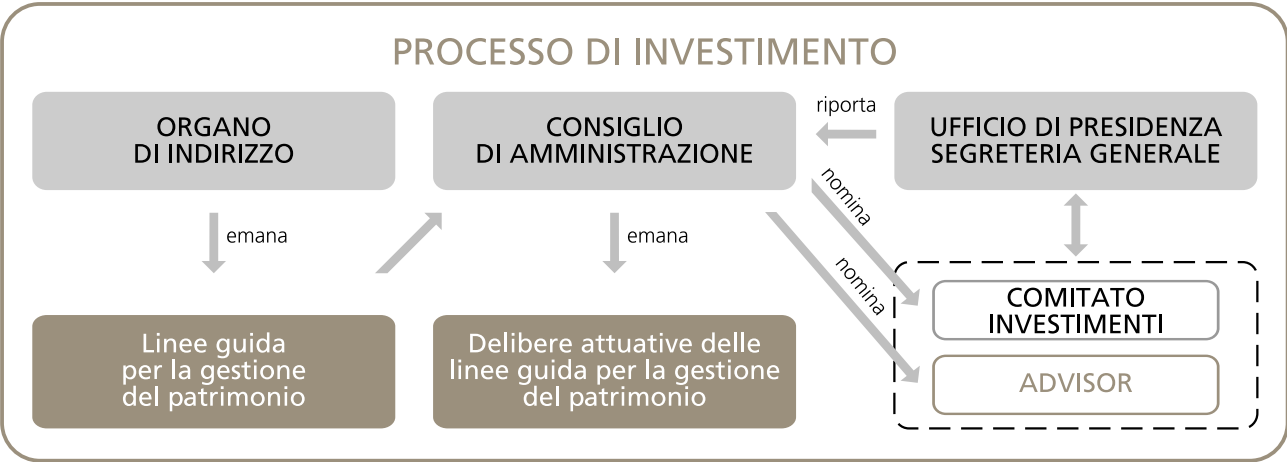 PROCESSO DI INVESTIMENTO
ORGANO
DI INDIRIZZO
CONSIGLIO
DI AMMINISTRAZIONE
riporta
UFFICIO DI PRESIDENZA
SEGRETERIA GENERALE
emana
emana
nomina
nomina
Linee guida
per la gestione
del patrimonio
Delibere attuative delle
linee guida per la gestione
del patrimonio
COMITATO
INVESTIMENTI
ADVISOR